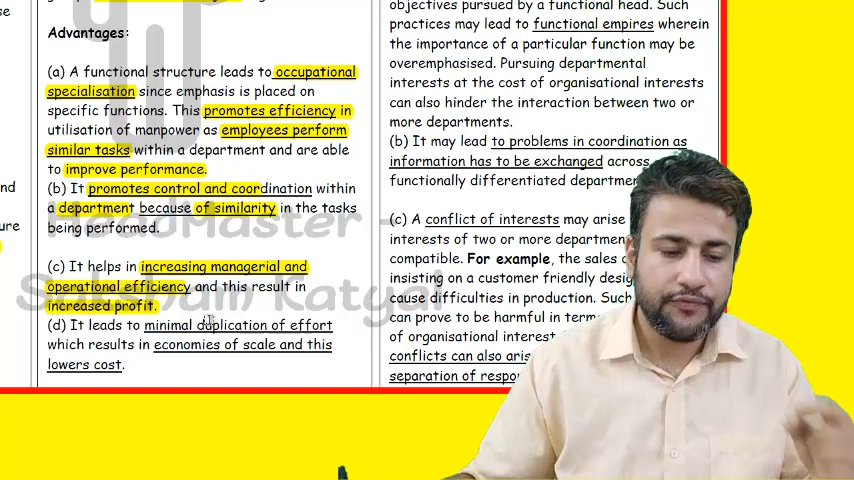 se
nd
ure
Advantages:
(a) A functional structure leads to occupational
specialisation since emphasis is placed on
specific functions. This promotes efficiency in
utilisation of manpower as employees perform
similar tasks within a department and are able
to improve performance.
(b) It promotes control and coordination within
a department because of similarity in the tasks
being performed.
(c) It helps in increasing managerial and
operational efficiency and this result in
increased profit.
(d) It leads to minimal duplication of effort
which results in economies of scale and this
lowers cost.
objectives pursued by a functional head. Such
practices may lead to functional empires wherein
the importance of a particular function may be
overemphasised. Pursuing departmental
interests at the cost of organisational interests
can also hinder the interaction between two or
more departments.
(b) It may lead to problems in coordination as
information has to be exchanged across
functionally differentiated
(c) A conflict of interests may arise
interests of two or more
compatible. For example, the sales
insisting on a customer friendly
cause difficulties in production. Such
can prove to be harmful in
of organisational
conflicts can also
separation of
HeadMaster -
Saksham Katyal